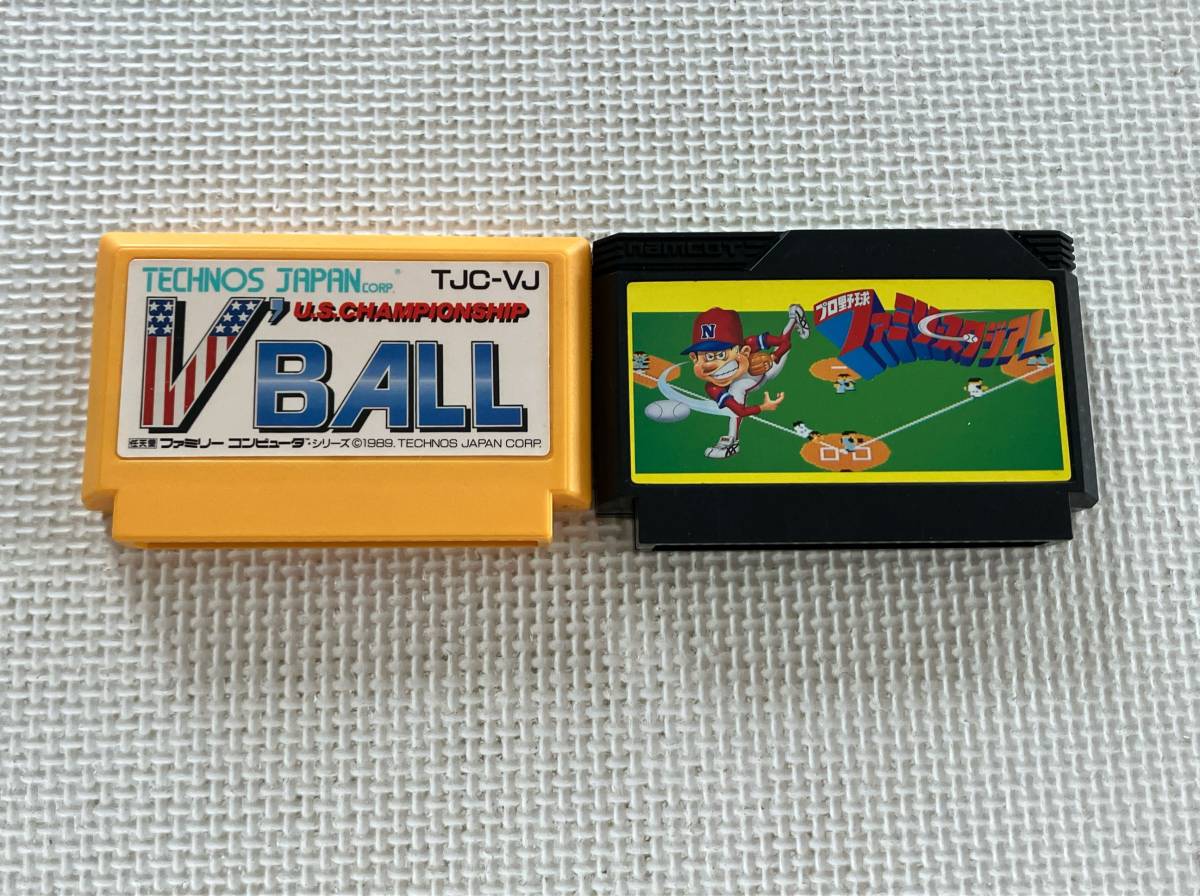 TECHNOS JAPAN CORP.®
TJC-VJ
U.S. CHAMPIONSHIP
V'BALL
任天堂 ファミリー コンピュータ・シリーズ ©1989. TECHNOS JAPAN CORP.
namcot
プロ野球
ファミリースタジアム
N